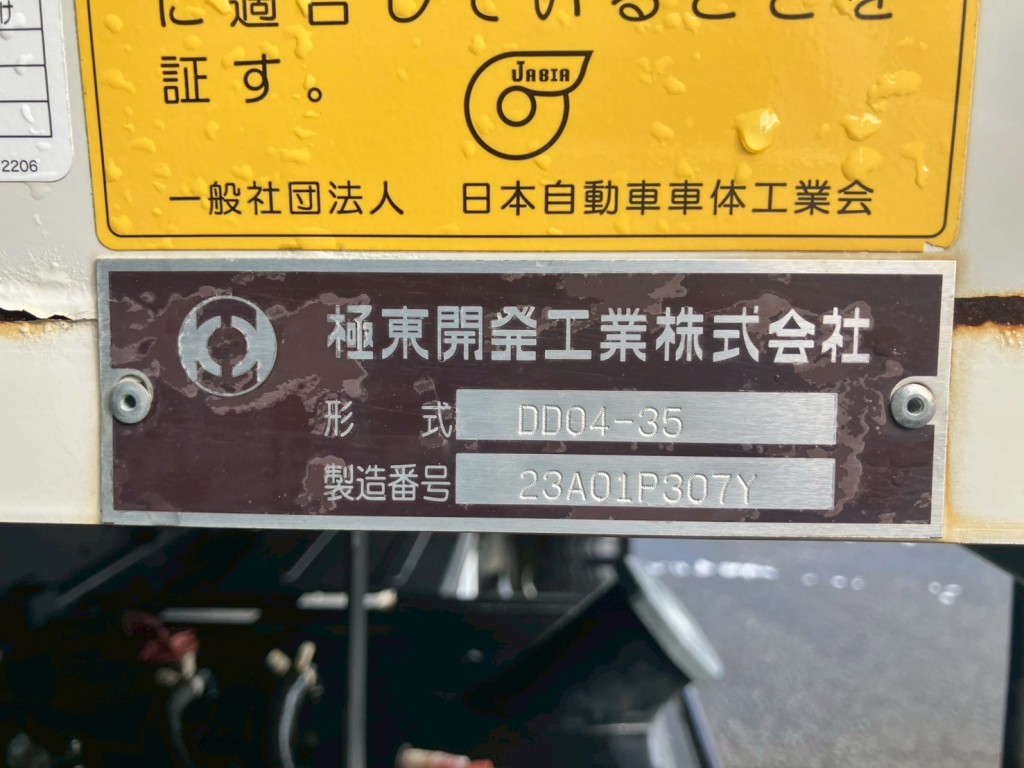 に適合していることを
証す。
JABIA
一般社団法人 日本自動車車体工業会
2206
極東開発工業株式会社
形 式 DD04-35
製造番号 23A01P307Y